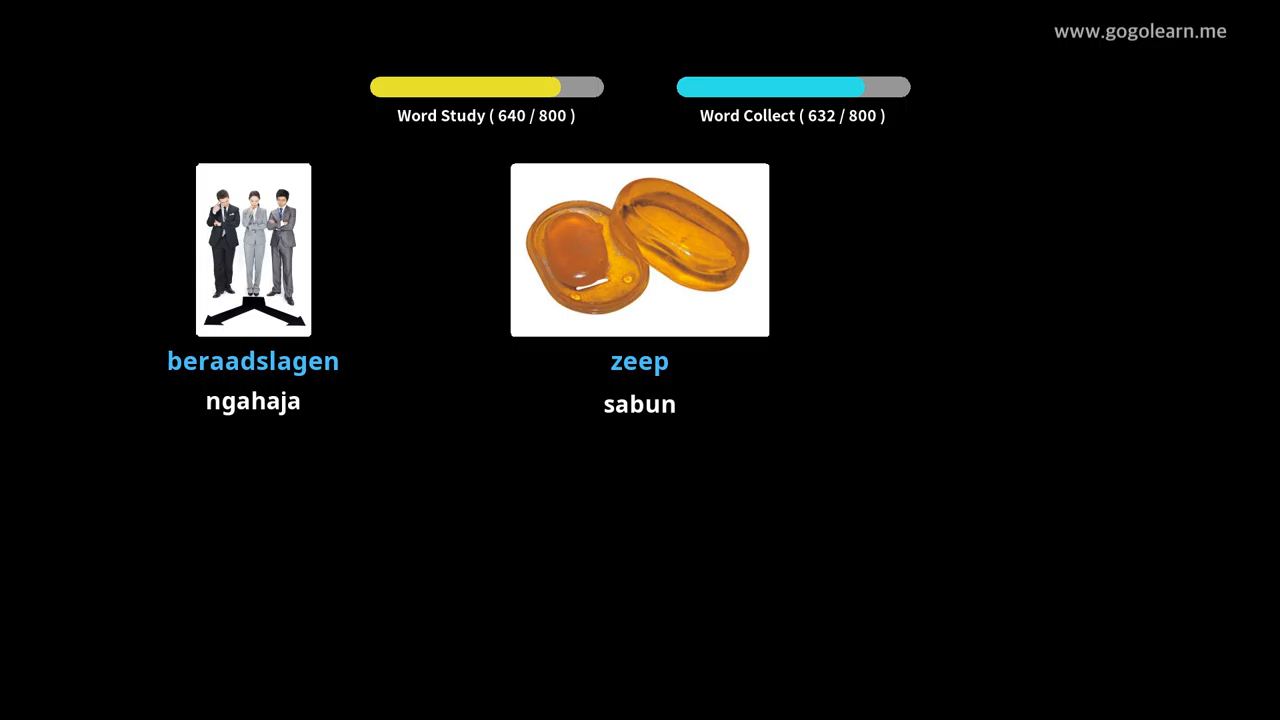 www.gogolearn.me
Word Study ( 640 / 800 )
Word Collect ( 632 / 800 )
beraadslagen
zeep
ngahaja
sabun